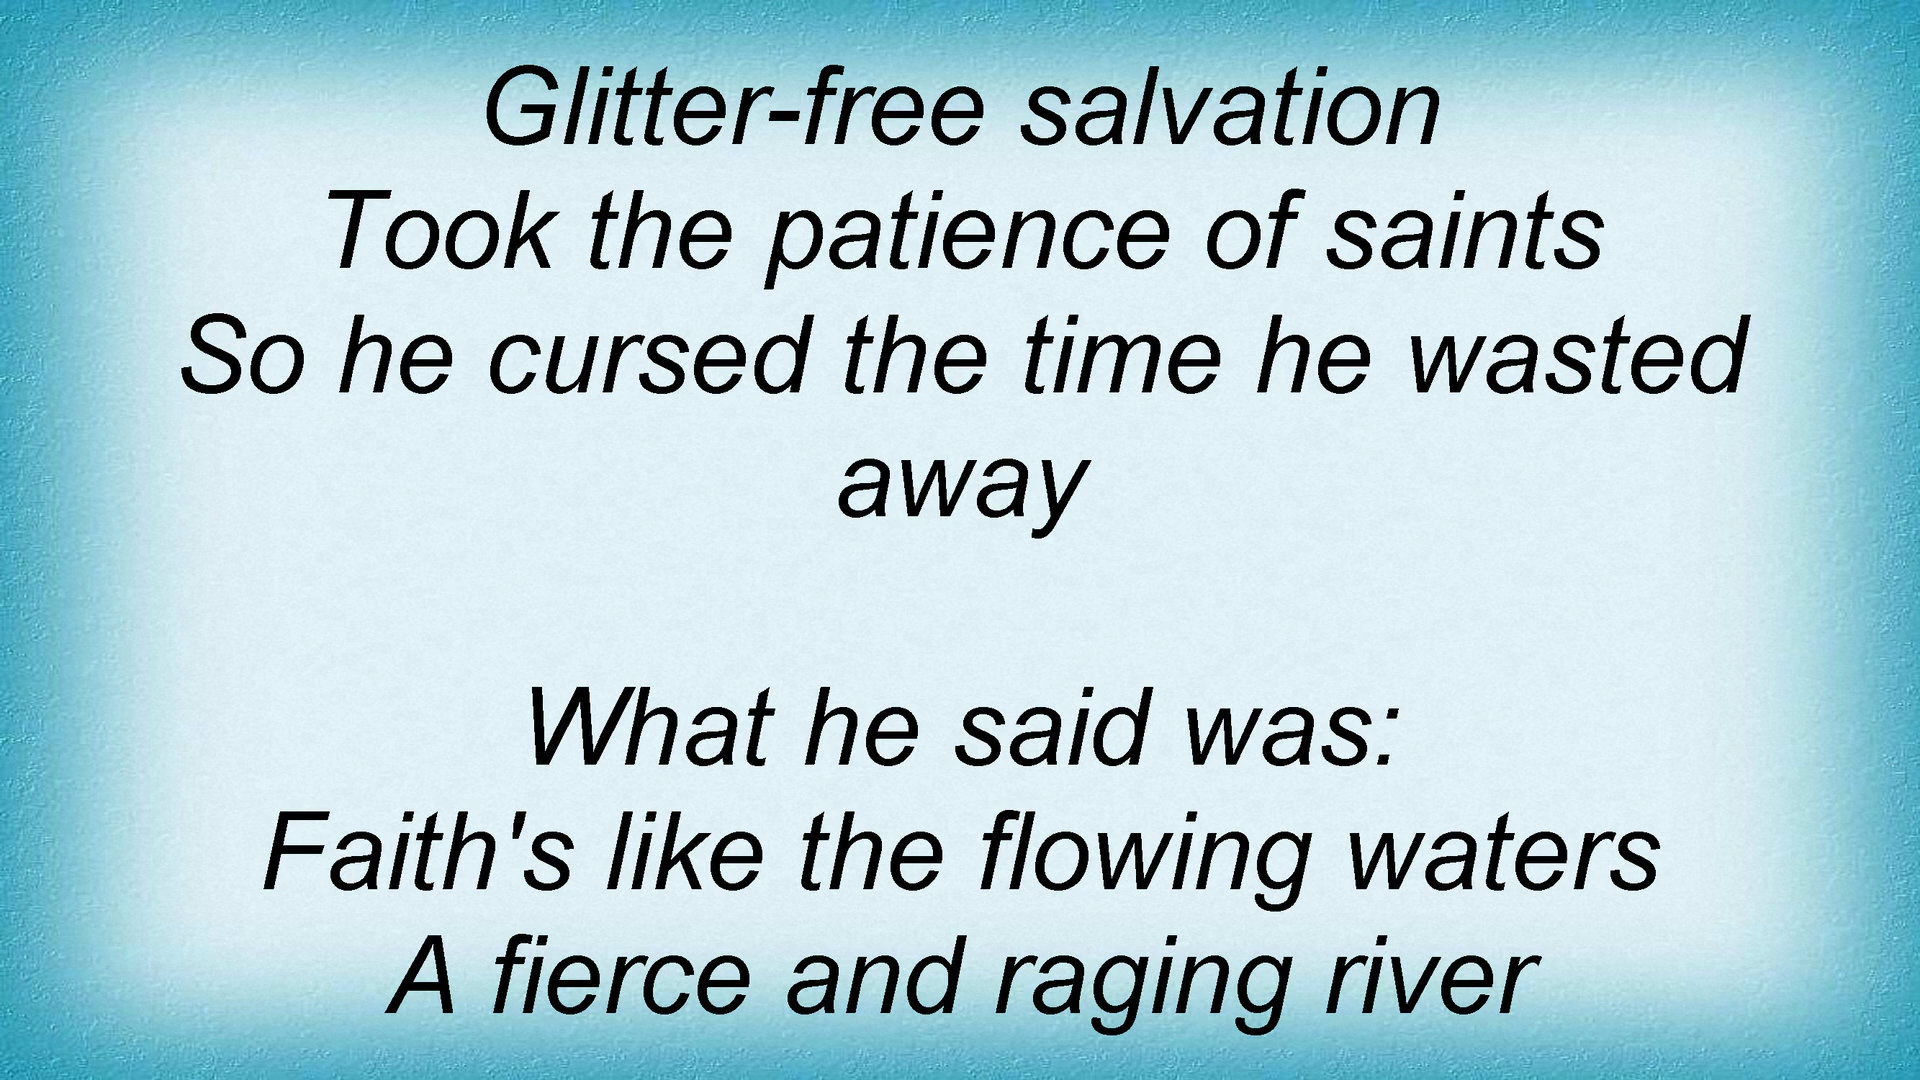 Glitter-free salvation
Took the patience of saints
So he cursed the time he wasted
away
What he said was:
Faith's like the flowing waters
A fierce and raging river